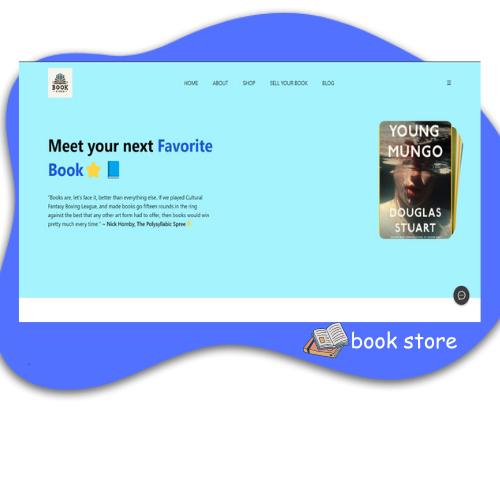 BOOK
HOME ABOUT SHOP SELL YOUR BOOK BLOG
Meet your next Favorite
Book
"Books are, let's face it, better than everything else. If we played Cultural
Fantasy Boxing League, and made books go fifteen rounds in the ring
against the best that any other art form had to offer, then books would win
pretty much every time." ~ Nick Hornby, The Polysyllabic Spree
YOUNG
MUNGO
DOUGLAS
STUART
book store